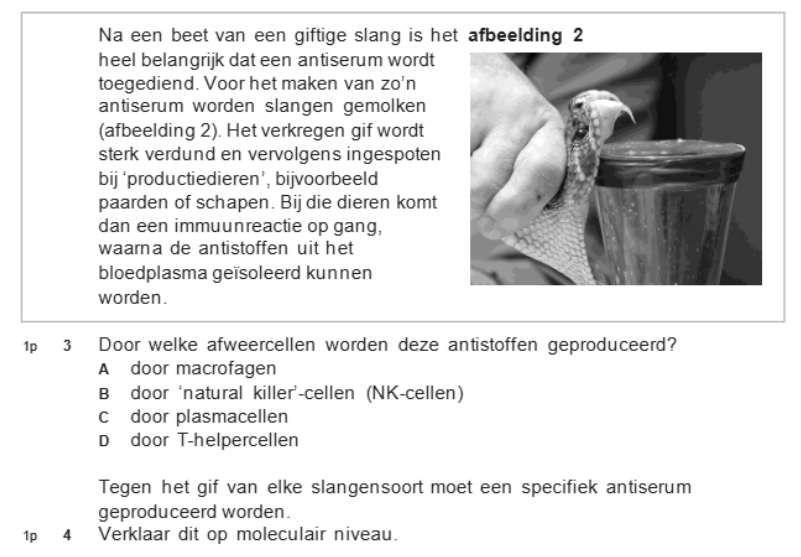 Na een beet van een giftige slang is het afbeelding 2
heel belangrijk dat een antiserum wordt
toegediend. Voor het maken van zo'n
antiserum worden slangen gemolken
(afbeelding 2). Het verkregen gif wordt
sterk verdund en vervolgens ingespoten
bij 'productiedieren', bijvoorbeeld
paarden of schapen. Bij die dieren komt
dan een immuunreactie op gang,
waarna de antistoffen uit het
bloedplasma geïsoleerd kunnen
worden.
1p 3 Door welke afweercellen worden deze antistoffen geproduceerd?
A door macrofagen
B door 'natural killer'-cellen (NK-cellen)
C door plasmacellen
D door T-helpercellen
Tegen het gif van elke slangensoort moet een specifiek antiserum
geproduceerd worden.
1p 4 Verklaar dit op moleculair niveau.